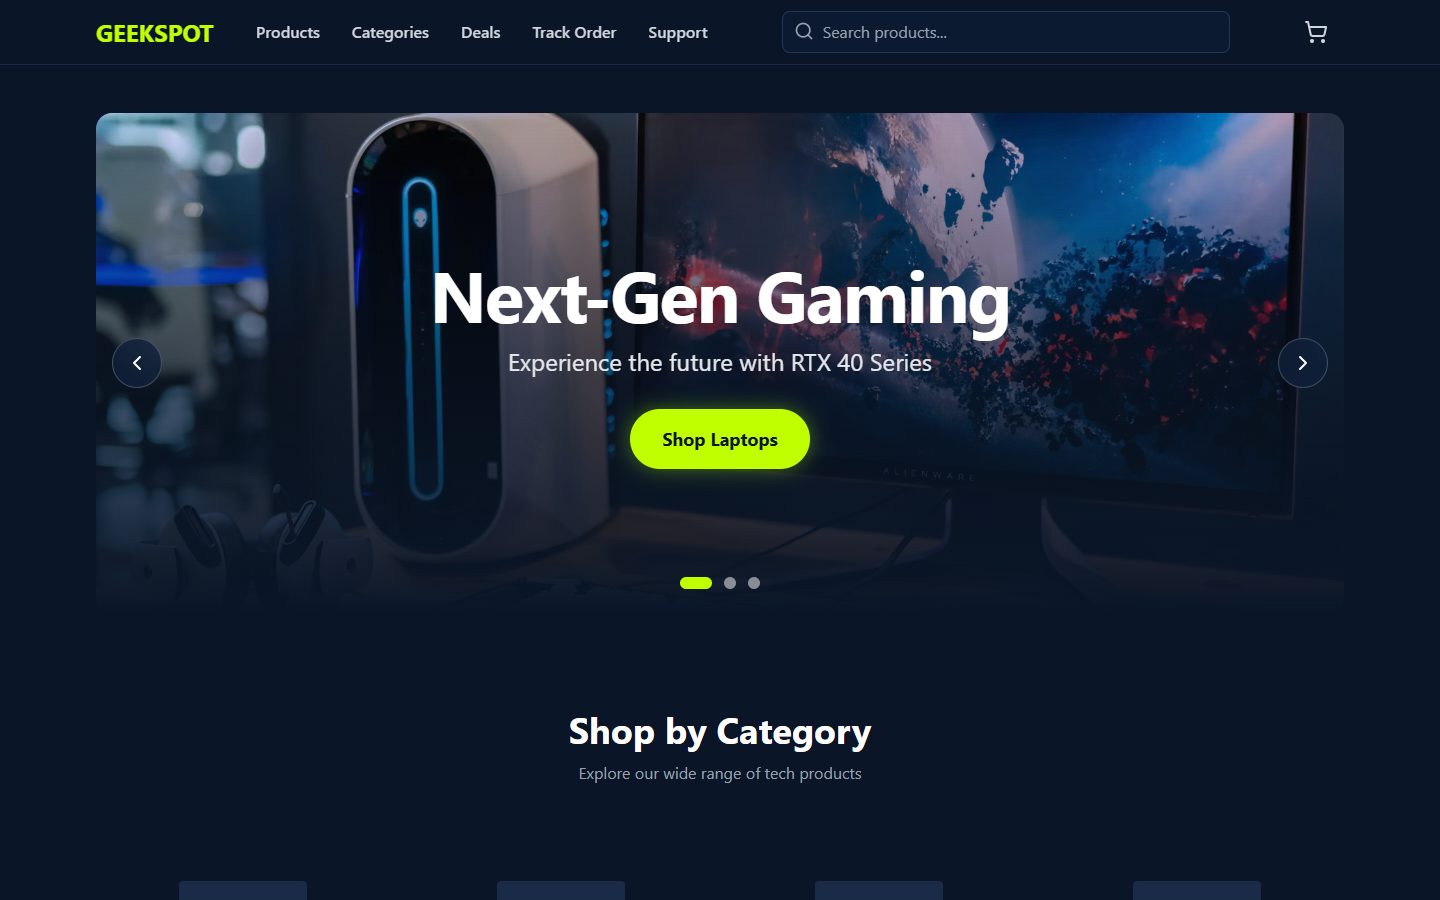 GEEKSPOT
Products
Categories
Deals
Track Order
Support
Search products...
Next-Gen Gaming
Experience the future with RTX 40 Series
Shop Laptops
ALIENWARE
Shop by Category
Explore our wide range of tech products